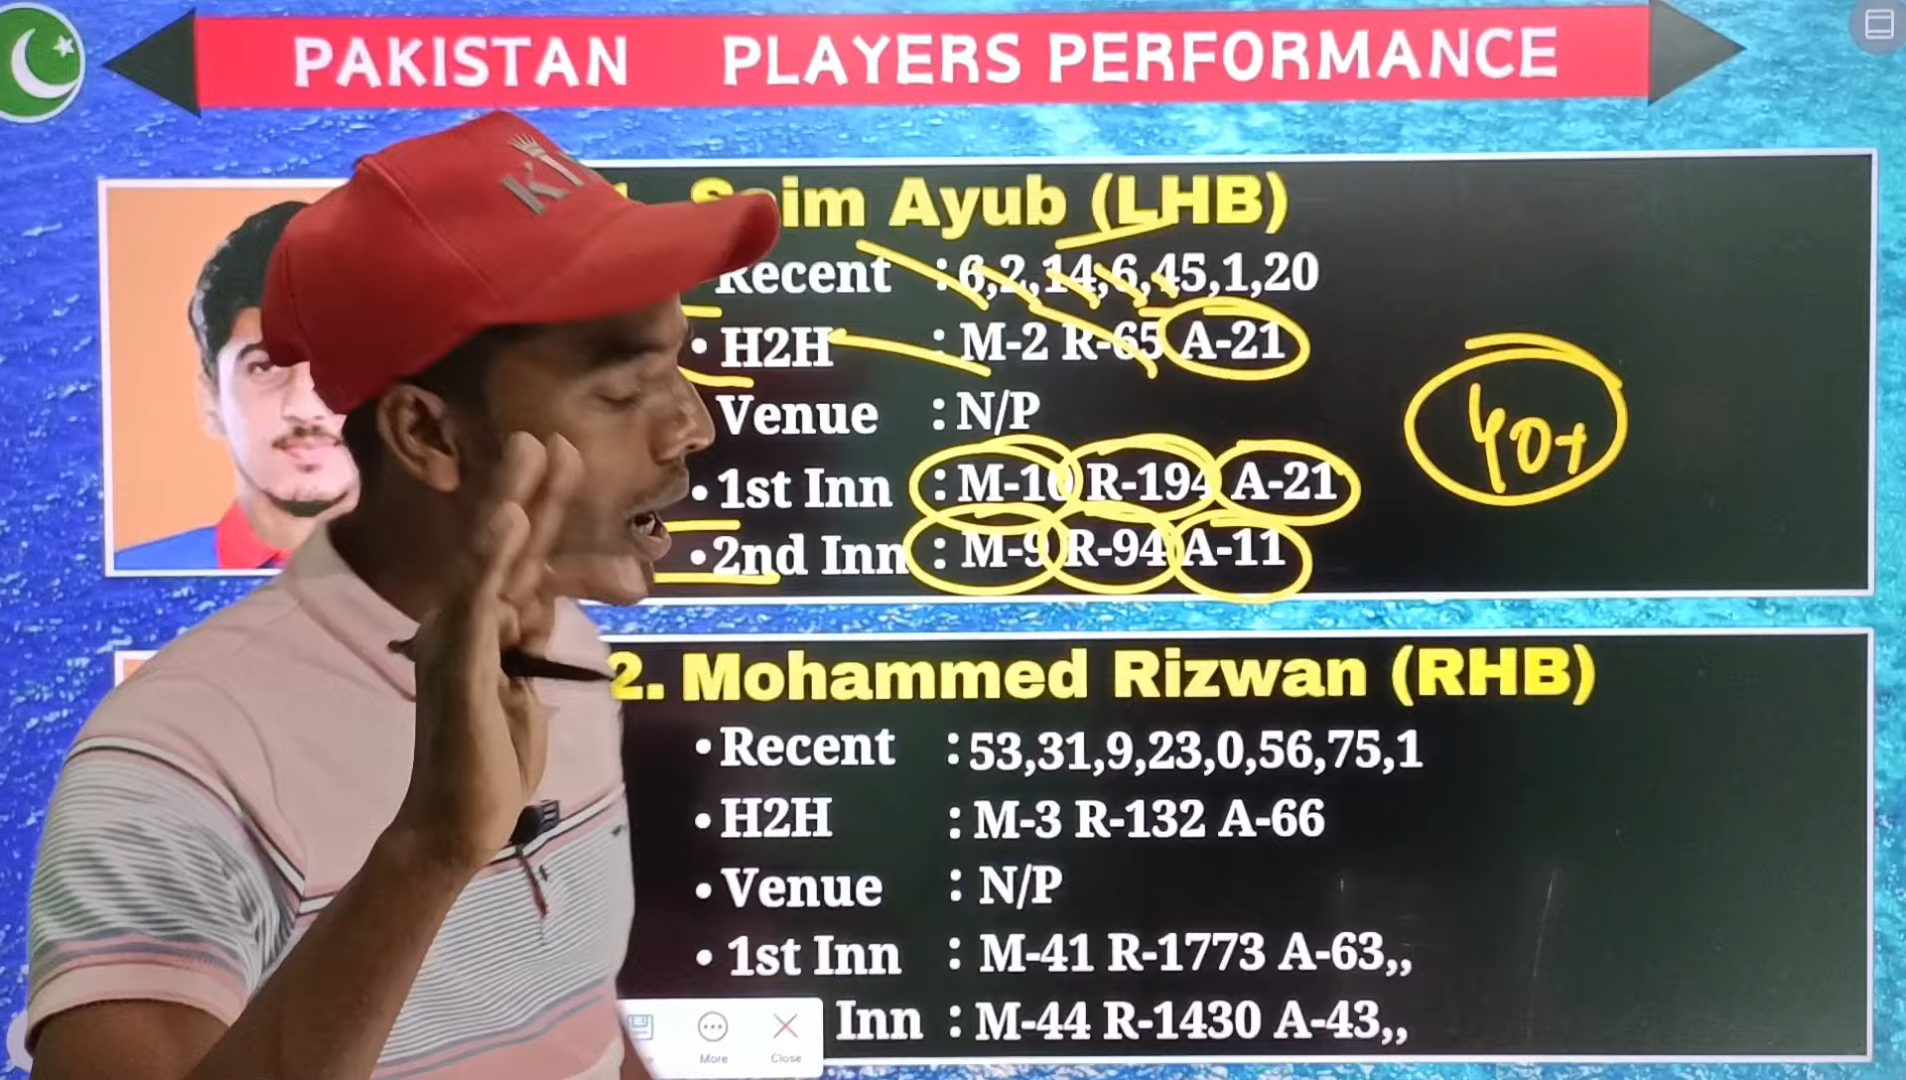 PAKISTAN PLAYERS PERFORMANCE
KI
1. Saim Ayub (LHB)
Recent : 6,2,14,6,45,1,20
• H2H : M-2 R-65 A-21
Venue : N/P
40+
• 1st Inn : M-10 R-194 A-21
• 2nd Inn : M-9 R-94 A-11
2. Mohammed Rizwan (RHB)
• Recent : 53,31,9,23,0,56,75,1
• H2H : M-3 R-132 A-66
• Venue : N/P
• 1st Inn : M-41 R-1773 A-63,,
Inn : M-44 R-1430 A-43,,
More
Close